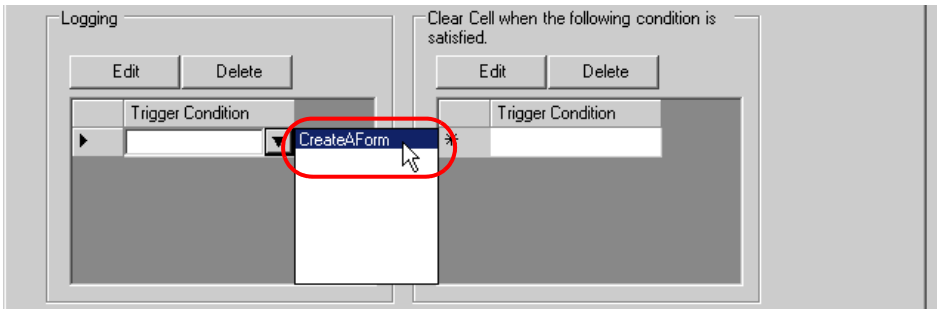 Logging
Edit
Delete
Trigger Condition
CreateAForm
Clear Cell when the following condition is
satisfied.
Edit
Delete
Trigger Condition